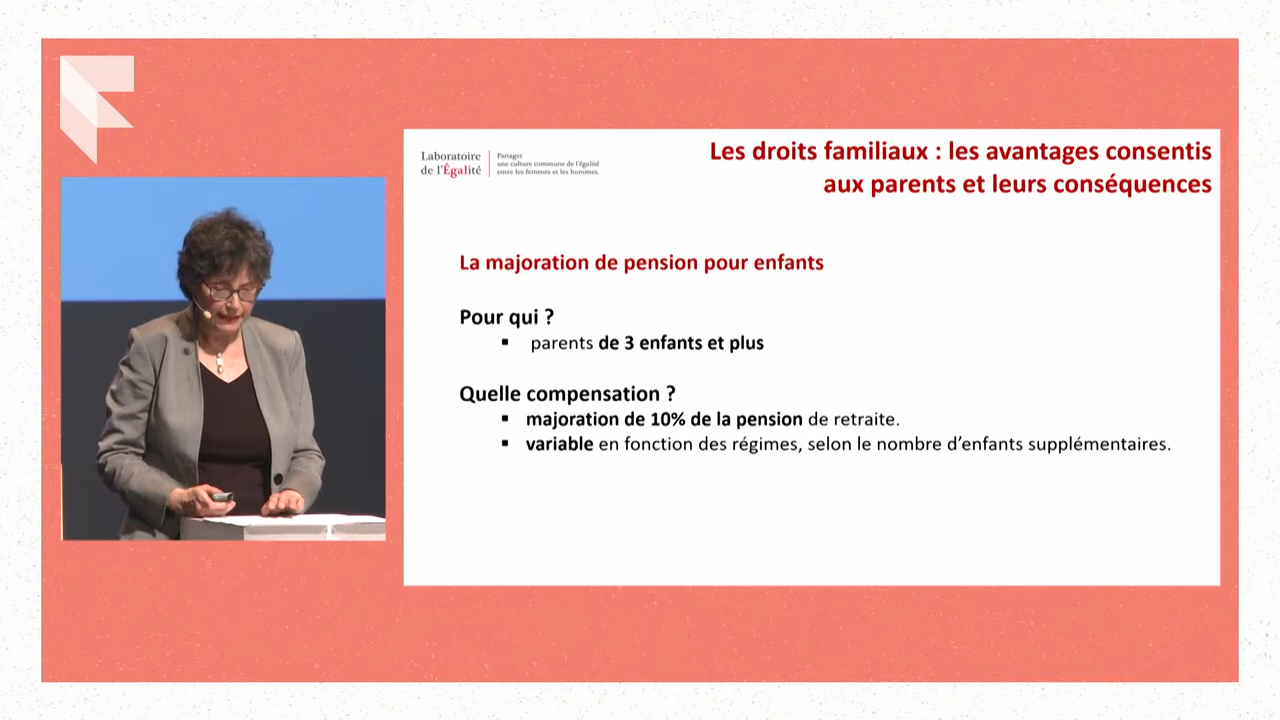 Laboratoire
de l'Égalité
Partager
une culture commune de l'égalité
entre les femmes et les hommes.
Les droits familiaux : les avantages consentis
aux parents et leurs conséquences
La majoration de pension pour enfants
Pour qui ?
▪ parents de 3 enfants et plus
Quelle compensation ?
▪ majoration de 10% de la pension de retraite.
▪ variable en fonction des régimes, selon le nombre d’enfants supplémentaires.